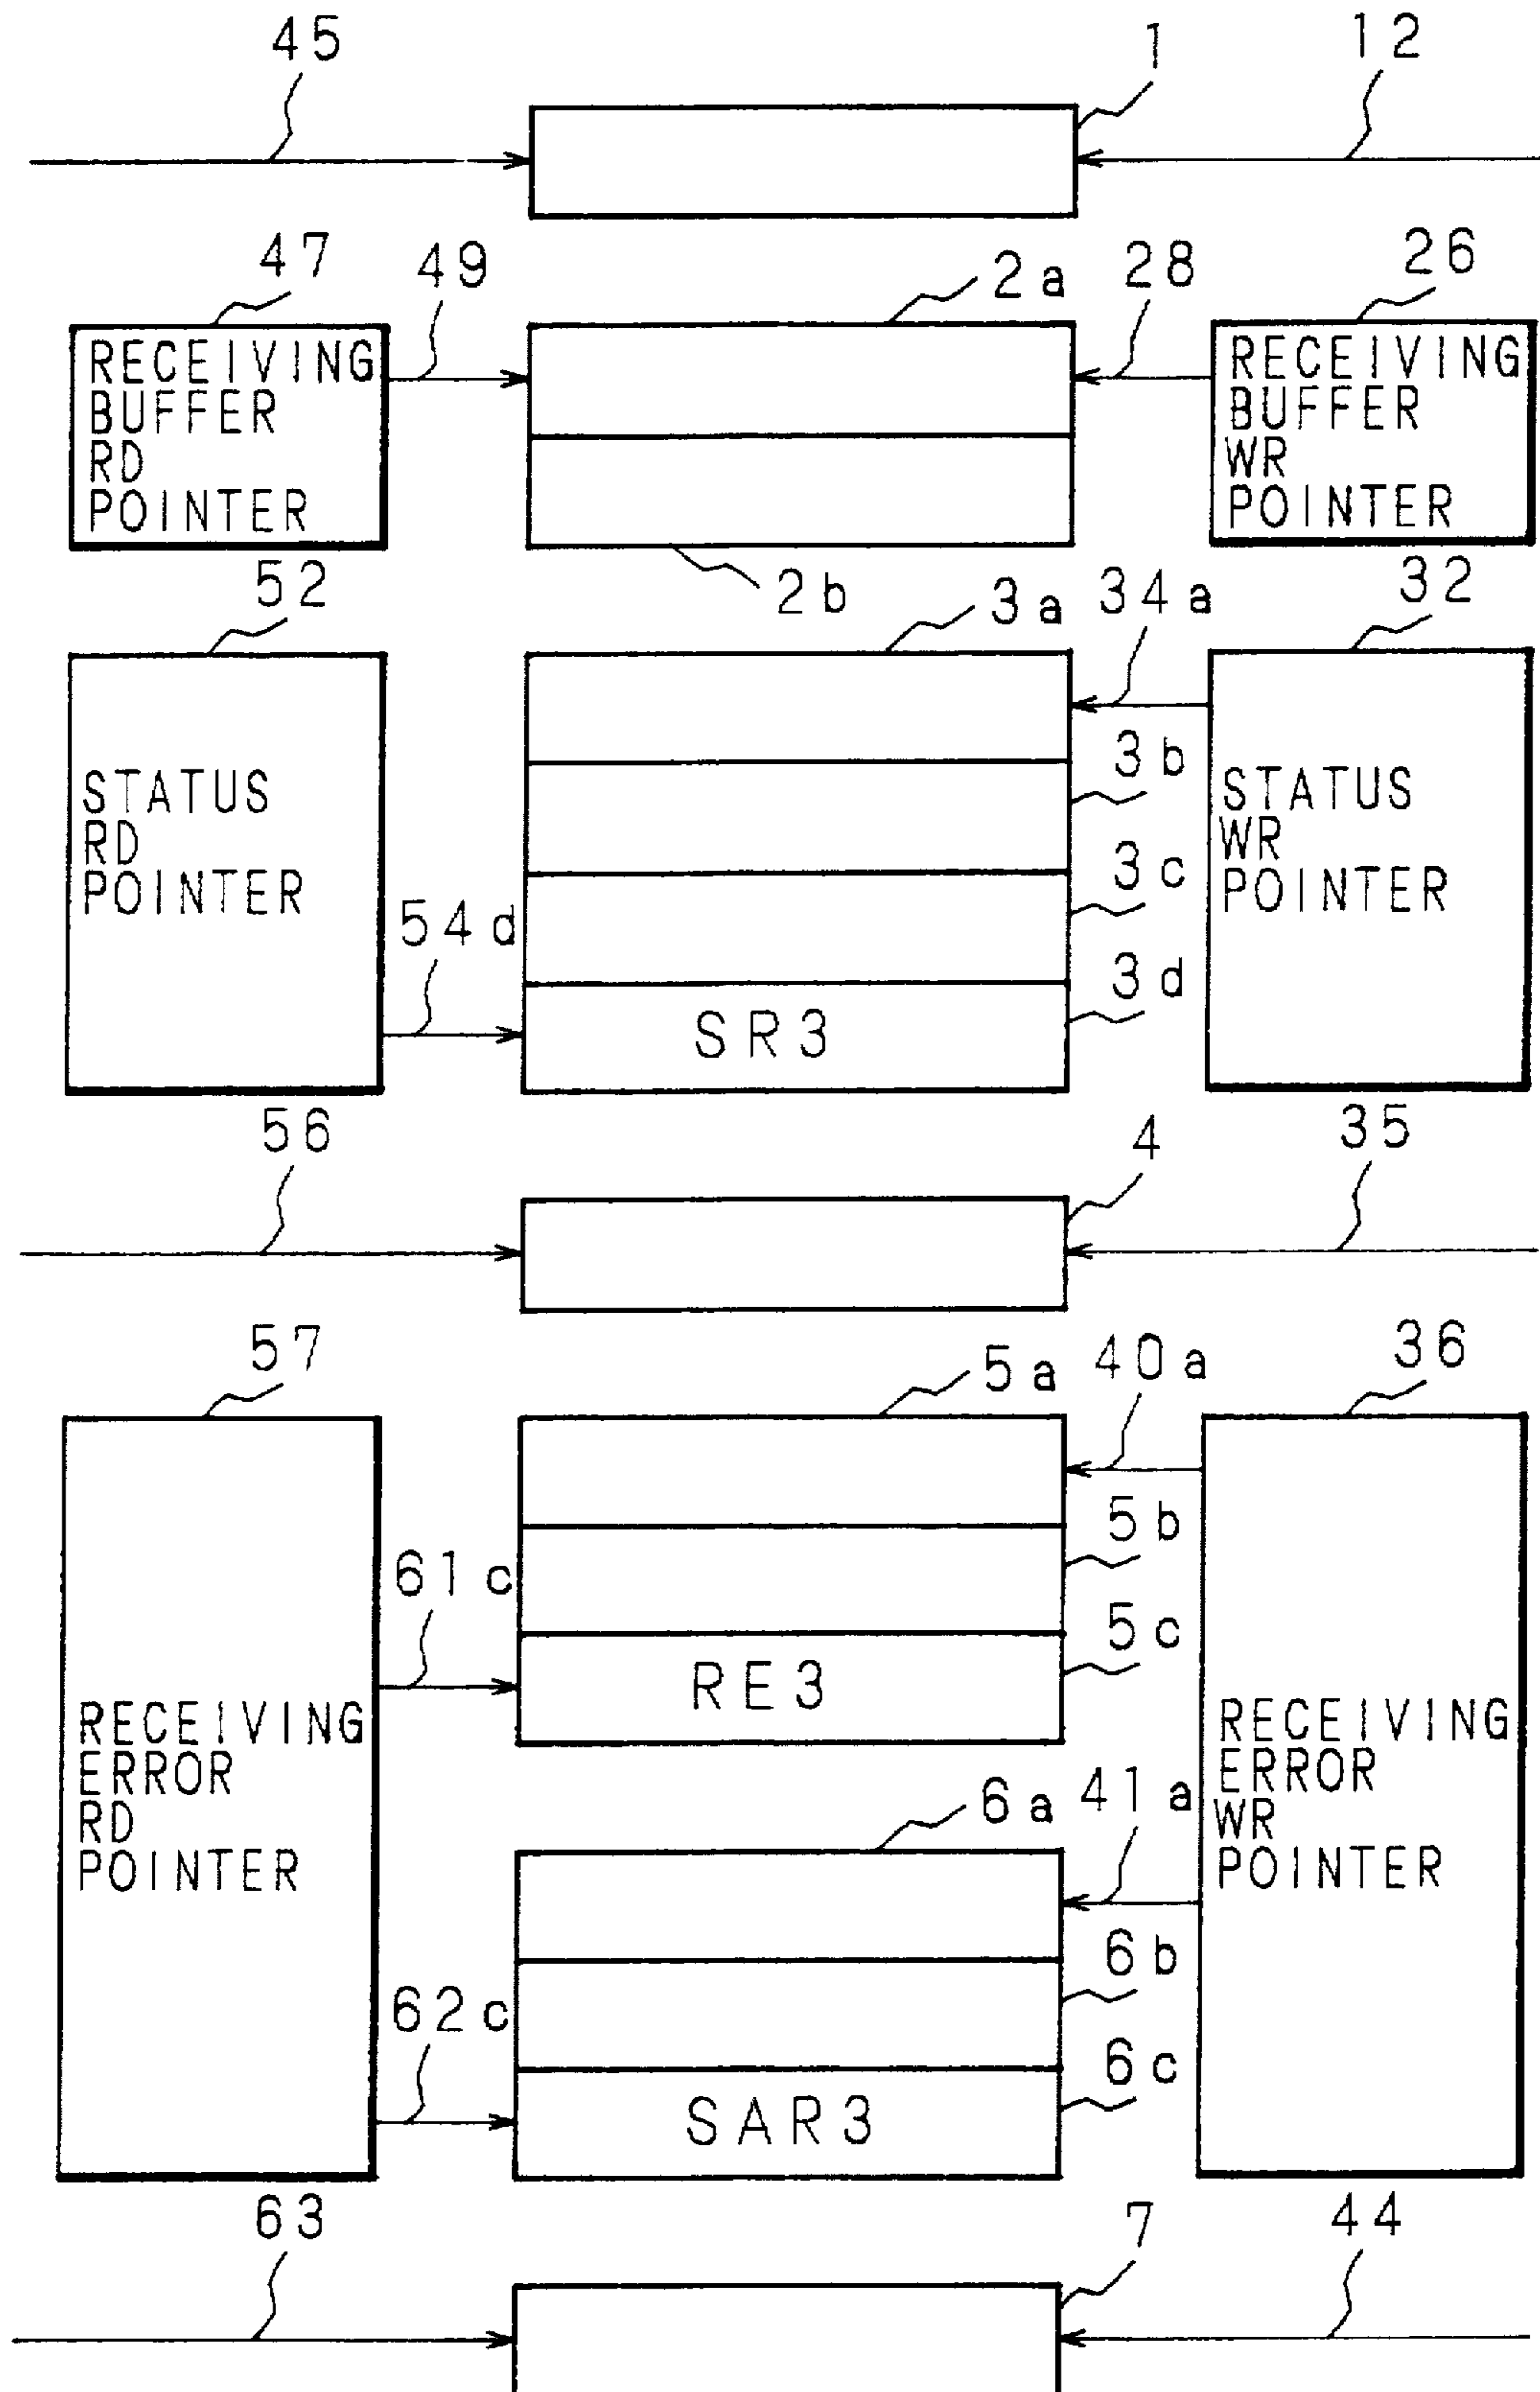 45
1
12
47
49
2a
28
26
RECEIVING
BUFFER
RD
POINTER
RECEIVING
BUFFER
WR
POINTER
52
2b
3a
34a
32
STATUS
RD
POINTER
3b
3c
3d
STATUS
WR
POINTER
54d
SR3
56
4
35
57
5a
40a
36
5b
61c
5c
RE3
RECEIVING
ERROR
RD
POINTER
RECEIVING
ERROR
WR
POINTER
6a
41a
6b
62c
6c
SAR3
63
7
44